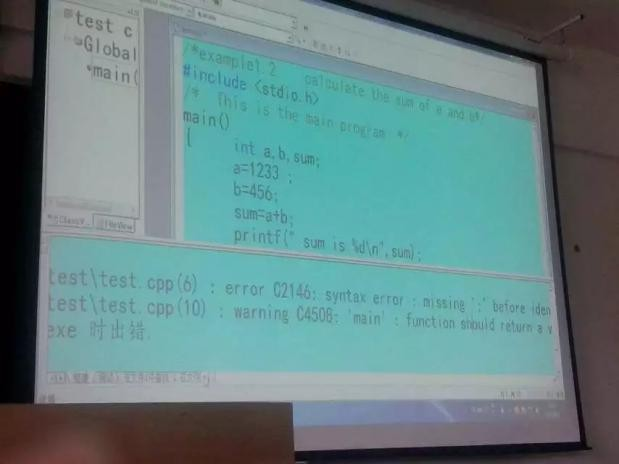 test c
Global
main(
/*example1.2 calculate the sum of a and b*/
#include <stdio.h>
/* This is the main program */
main()
{
int a,b,sum;
a=1233 ;
b=456;
sum=a+b;
printf(" sum is %d\n",sum);
ClassV... FileView
test\test.cpp(6) : error C2146: syntax error : missing ';' before iden
test\test.cpp(10) : warning C4508: 'main' : function should return a v
exe 时出错.